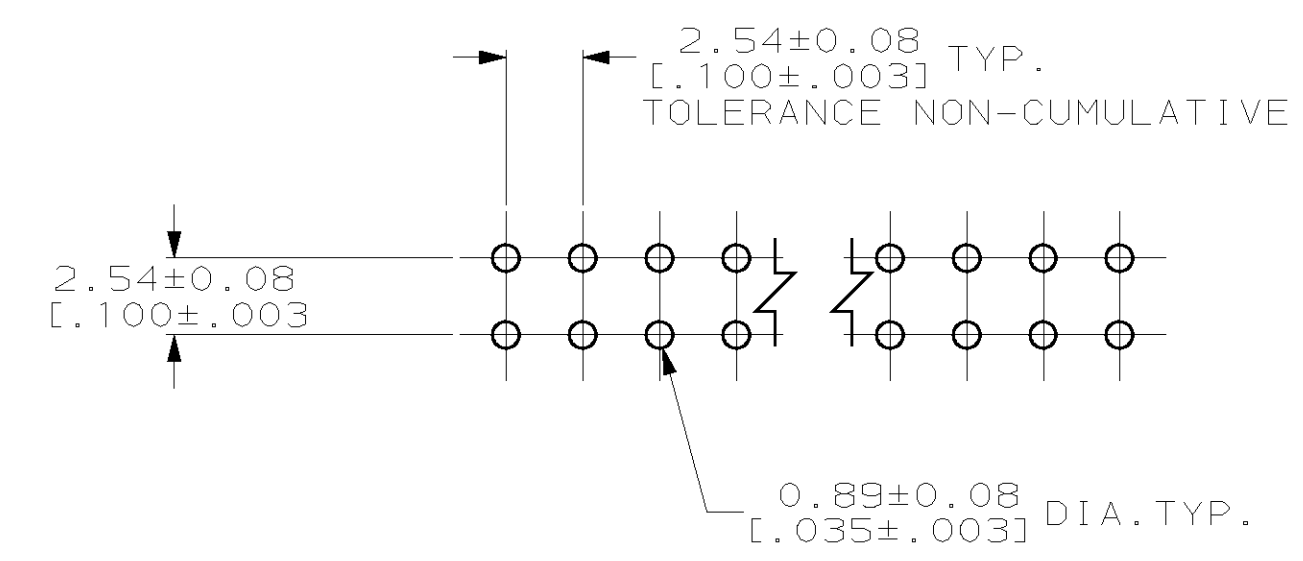 2.54±0.08
[.100±.003] TYP.
TOLERANCE NON-CUMULATIVE
2.54±0.08
[.100±.003
0.89±0.08
[.035±.003] DIA.TYP.